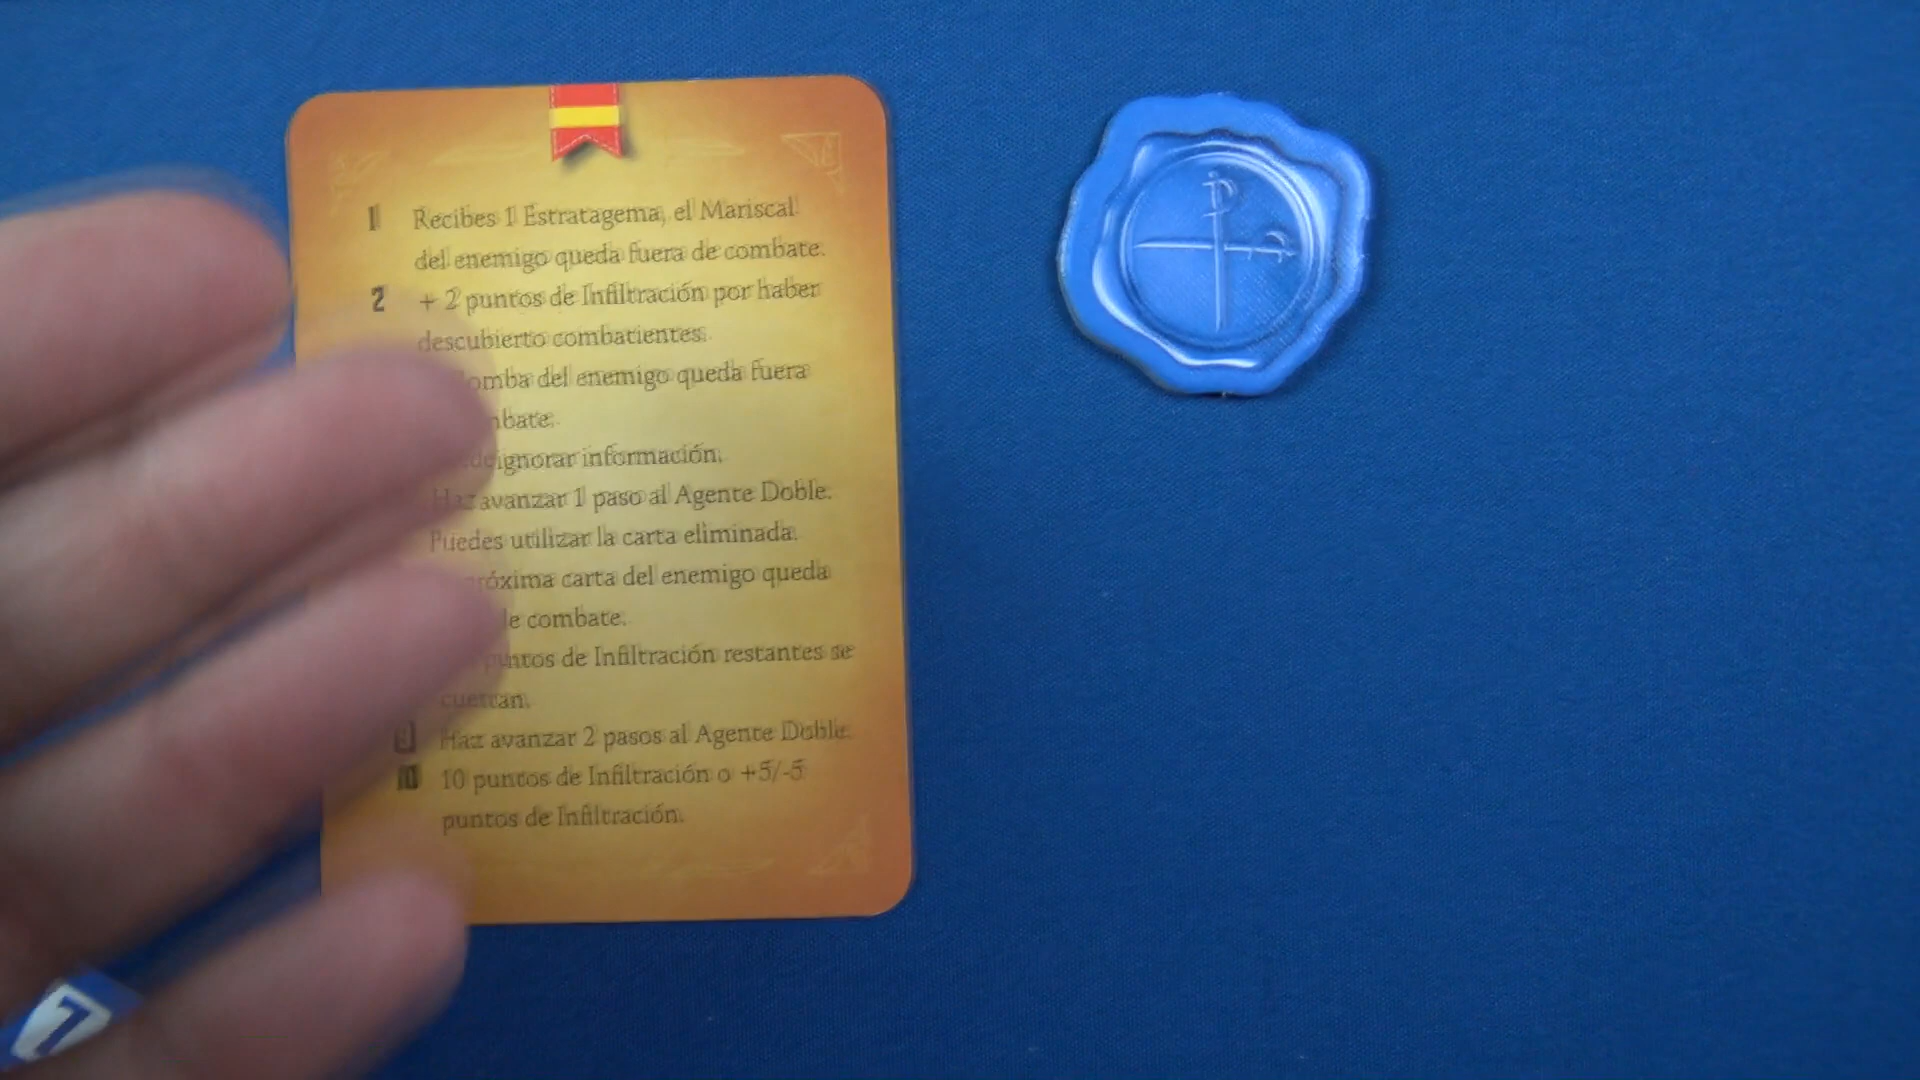 1 Recibes 1 Estratagema, el Mariscal
del enemigo queda fuera de combate.
2 + 2 puntos de Infiltración por haber
descubierto combatientes.
del enemigo queda fuera
ignorar información.
Haz avanzar 1 paso al Agente Doble.
Puedes utilizar la carta eliminada.
carta del enemigo queda
combate.
puntos de Infiltración restantes se
9 Haz avanzar 2 pasos al Agente Doble.
10 10 puntos de Infiltración o +5/-5
puntos de Infiltración.
7